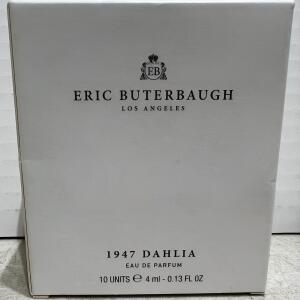 EB
ERIC BUTERBAUGH
LOS ANGELES
1947 DAHLIA
EAU DE PARFUM
10 UNITS ℮ 4 ml - 0.13 FL OZ